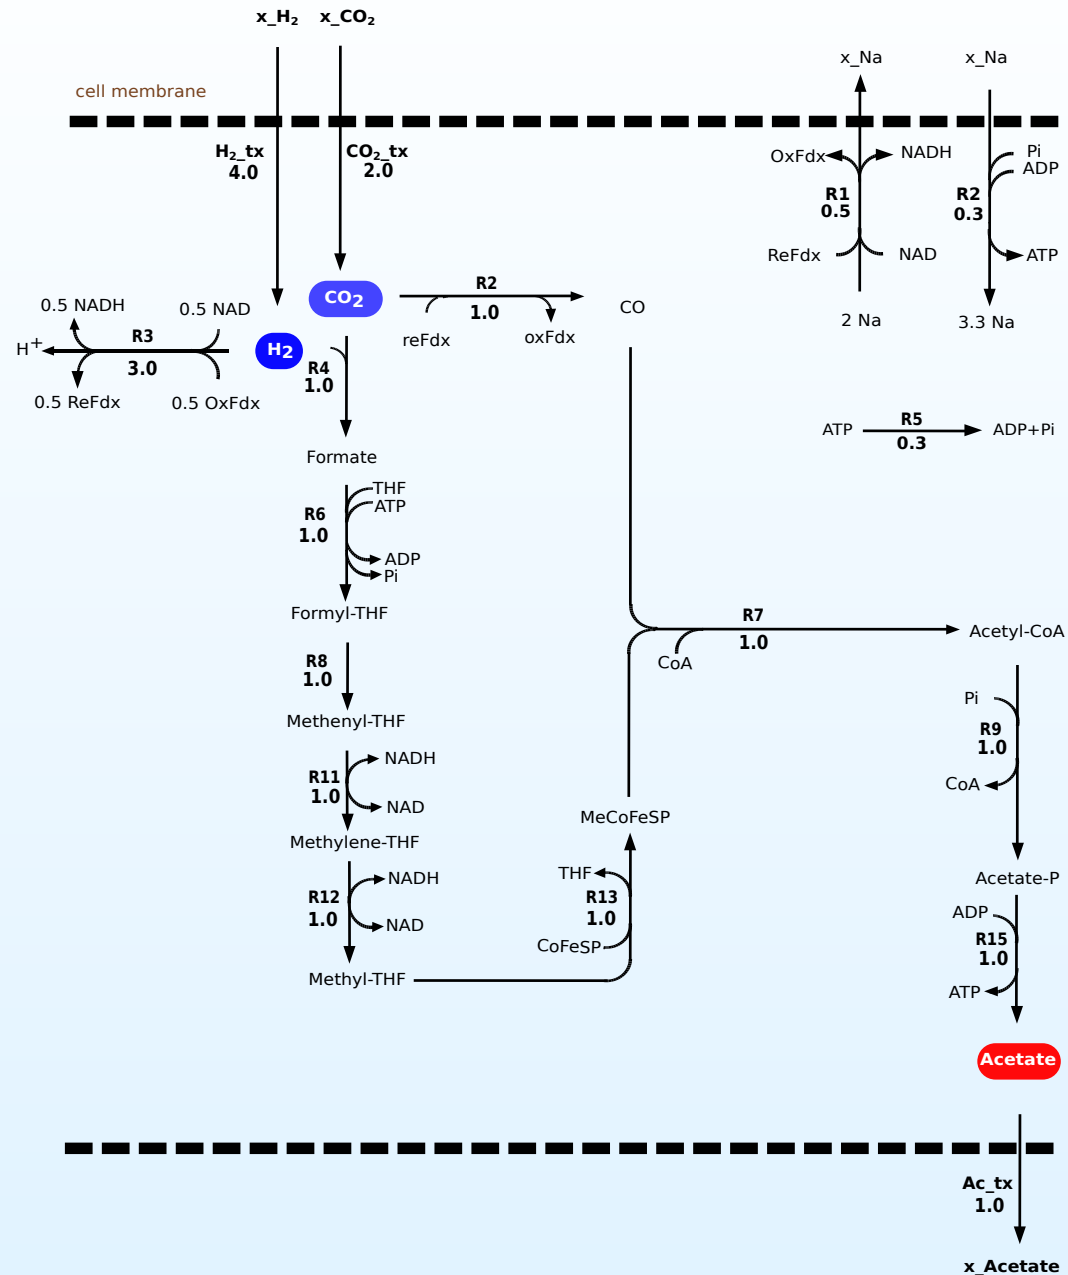 x_H₂
x_CO₂
x_Na
x_Na
cell membrane
H₂_tx
4.0
CO₂_tx
2.0
OxFdx
NADH
R1
0.5
ReFdx
NAD
2 Na
Pi
ADP
R2
0.3
ATP
3.3 Na
CO₂
R2
1.0
reFdx
oxFdx
CO
0.5 NADH
0.5 NAD
H⁺
R3
3.0
0.5 ReFdx
0.5 OxFdx
H₂
R4
1.0
Formate
ATP
R5
0.3
ADP+Pi
THF
ATP
R6
1.0
ADP
Pi
Formyl-THF
R8
1.0
Methenyl-THF
R7
1.0
CoA
Acetyl-CoA
Pi
R9
1.0
CoA
NADH
R11
1.0
NAD
Methylene-THF
MeCoFeSP
NADH
R12
1.0
NAD
Methyl-THF
THF
R13
1.0
CoFeSP
Acetate-P
ADP
R15
1.0
ATP
Acetate
Ac_tx
1.0
x_Acetate